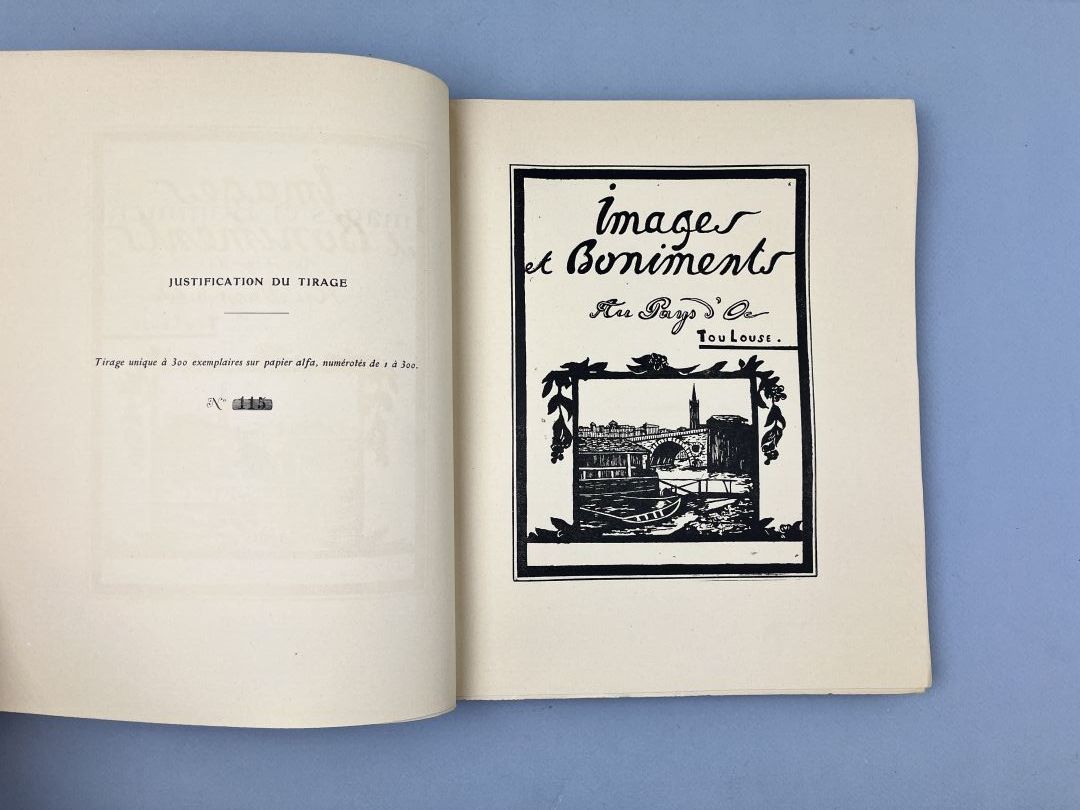 JUSTIFICATION DU TIRAGE
Tirage unique à 300 exemplaires sur papier alfa, numérotés de 1 à 300.
N° 115
images
et Boniments
Au Pays d'Oc
TouLouse.